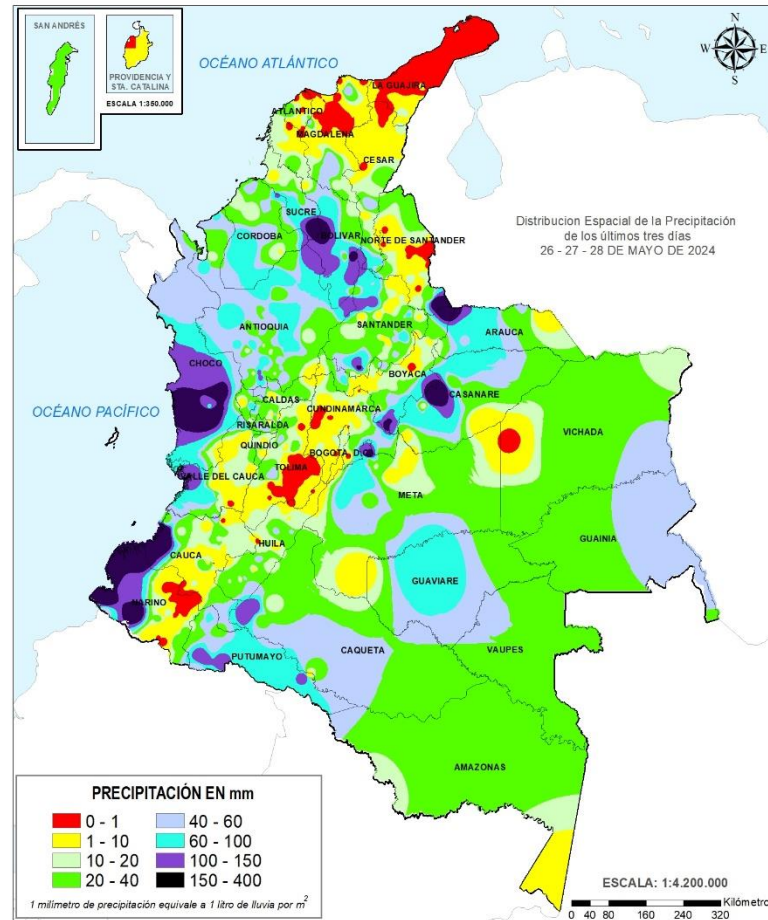 SAN ANDRÉS
PROVIDENCIA Y
STA. CATALINA
ESCALA 1:350.000
OCÉANO ATLÁNTICO
N
W
E
S
LA GUAJIRA
ATLANTICO
MAGDALENA
CESAR
Distribucion Espacial de la Precipitación
de los últimos tres días
26 - 27 - 28 DE MAYO DE 2024
SUCRE
CORDOBA
BOLIVAR
NORTE DE SANTANDER
ANTIOQUIA
SANTANDER
ARAUCA
CHOCO
BOYACA
CASANARE
OCÉANO PACÍFICO
CALDAS
CUNDINAMARCA
RISARALDA
VICHADA
QUINDIO
BOGOTA, D.C.
TOLIMA
VALLE DEL CAUCA
META
GUAINIA
CAUCA
HUILA
GUAVIARE
NARIÑO
PUTUMAYO
CAQUETA
VAUPES
AMAZONAS
PRECIPITACIÓN EN mm
0 - 1
40 - 60
1 - 10
60 - 100
10 - 20
100 - 150
20 - 40
150 - 400
1 milímetro de precipitación equivale a 1 litro de lluvia por m²
ESCALA: 1:4.200.000
Kilómetro
0 40 80 160 240 320